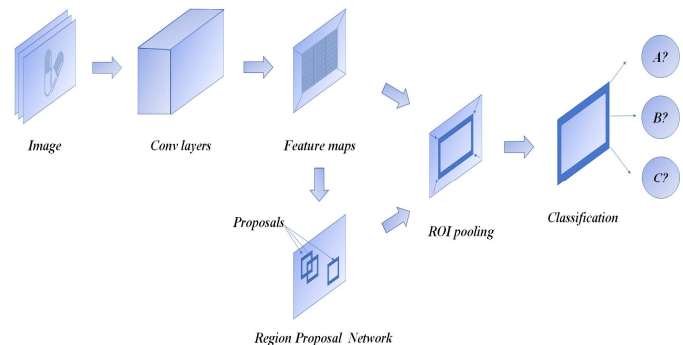 Image
Conv layers
Feature maps
Proposals
Region Proposal Network
ROI pooling
Classification
A?
B?
C?